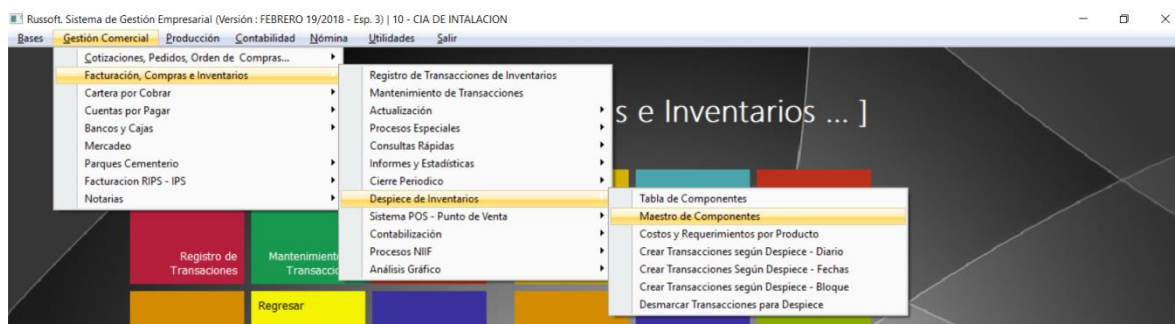 Russoft. Sistema de Gestión Empresarial (Versión : FEBRERO 19/2018 - Esp. 3) | 10 - CIA DE INTALACION
Bases Gestión Comercial Producción Contabilidad Nómina Utilidades Salir
Cotizaciones, Pedidos, Orden de Compras...
Facturación, Compras e Inventarios
Cartera por Cobrar
Cuentas por Pagar
Bancos y Cajas
Mercadeo
Parques Cementerio
Facturacion RIPS - IPS
Notarias
Registro de Transacciones de Inventarios
Mantenimiento de Transacciones
Actualización
Procesos Especiales
Consultas Rápidas
Informes y Estadísticas
Cierre Periodico
Despiece de Inventarios
Sistema POS - Punto de Venta
Contabilización
Procesos NIIF
Análisis Gráfico
s e Inventarios ... ]
Tabla de Componentes
Maestro de Componentes
Costos y Requerimientos por Producto
Crear Transacciones según Despiece - Diario
Crear Transacciones Según Despiece - Fechas
Crear Transacciones según Despiece - Bloque
Desmarcar Transacciones para Despiece
Registro de
Transaciones
Mantenimient
Transaccio
Regresar